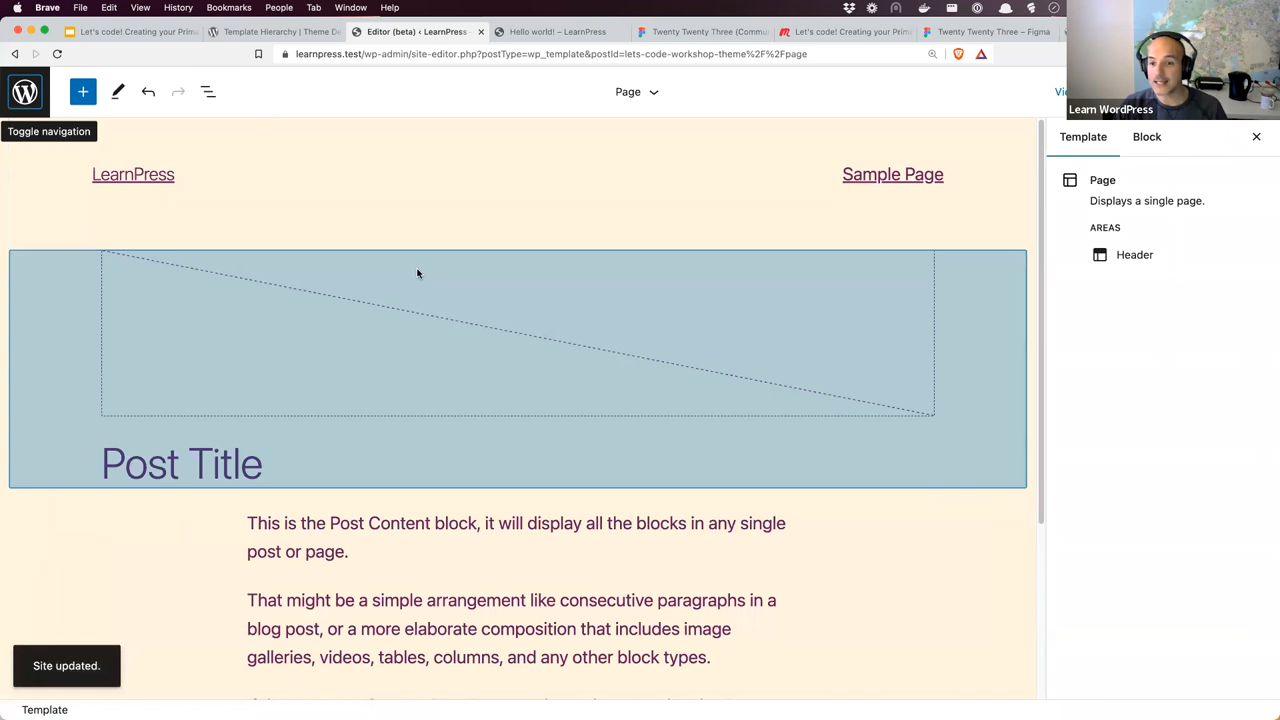 Brave File Edit View History Bookmarks People Tab Window Help
Let's code! Creating your Prima
Template Hierarchy | Theme De
Editor (beta) ‹ LearnPress
Hello world! – LearnPress
Twenty Twenty Three (Commu
Let's code! Creating your Prim
Twenty Twenty Three – Figma
learnpress.test/wp-admin/site-editor.php?postType=wp_template&postId=lets-code-workshop-theme%2F%2Fpage
Page
Learn WordPress
Toggle navigation
Template Block
LearnPress
Sample Page
Page
Displays a single page.
AREAS
Header
Post Title
This is the Post Content block, it will display all the blocks in any single
post or page.
That might be a simple arrangement like consecutive paragraphs in a
blog post, or a more elaborate composition that includes image
galleries, videos, tables, columns, and any other block types.
Site updated.
Template